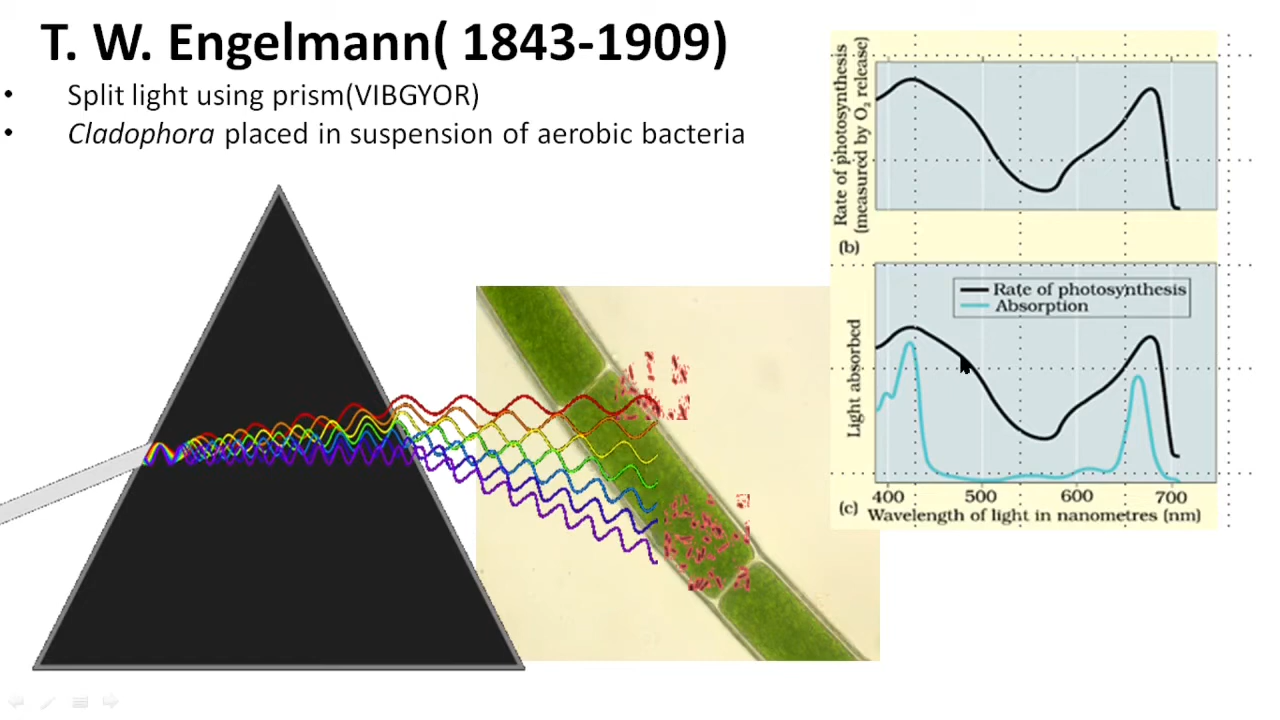 T. W. Engelmann( 1843-1909)
• Split light using prism(VIBGYOR)
• Cladophora placed in suspension of aerobic bacteria
Rate of photosynthesis
(measured by O₂ release)
(b)
Rate of photosynthesis
Absorption
Light absorbed
400 500 600 700
(c) Wavelength of light in nanometres (nm)